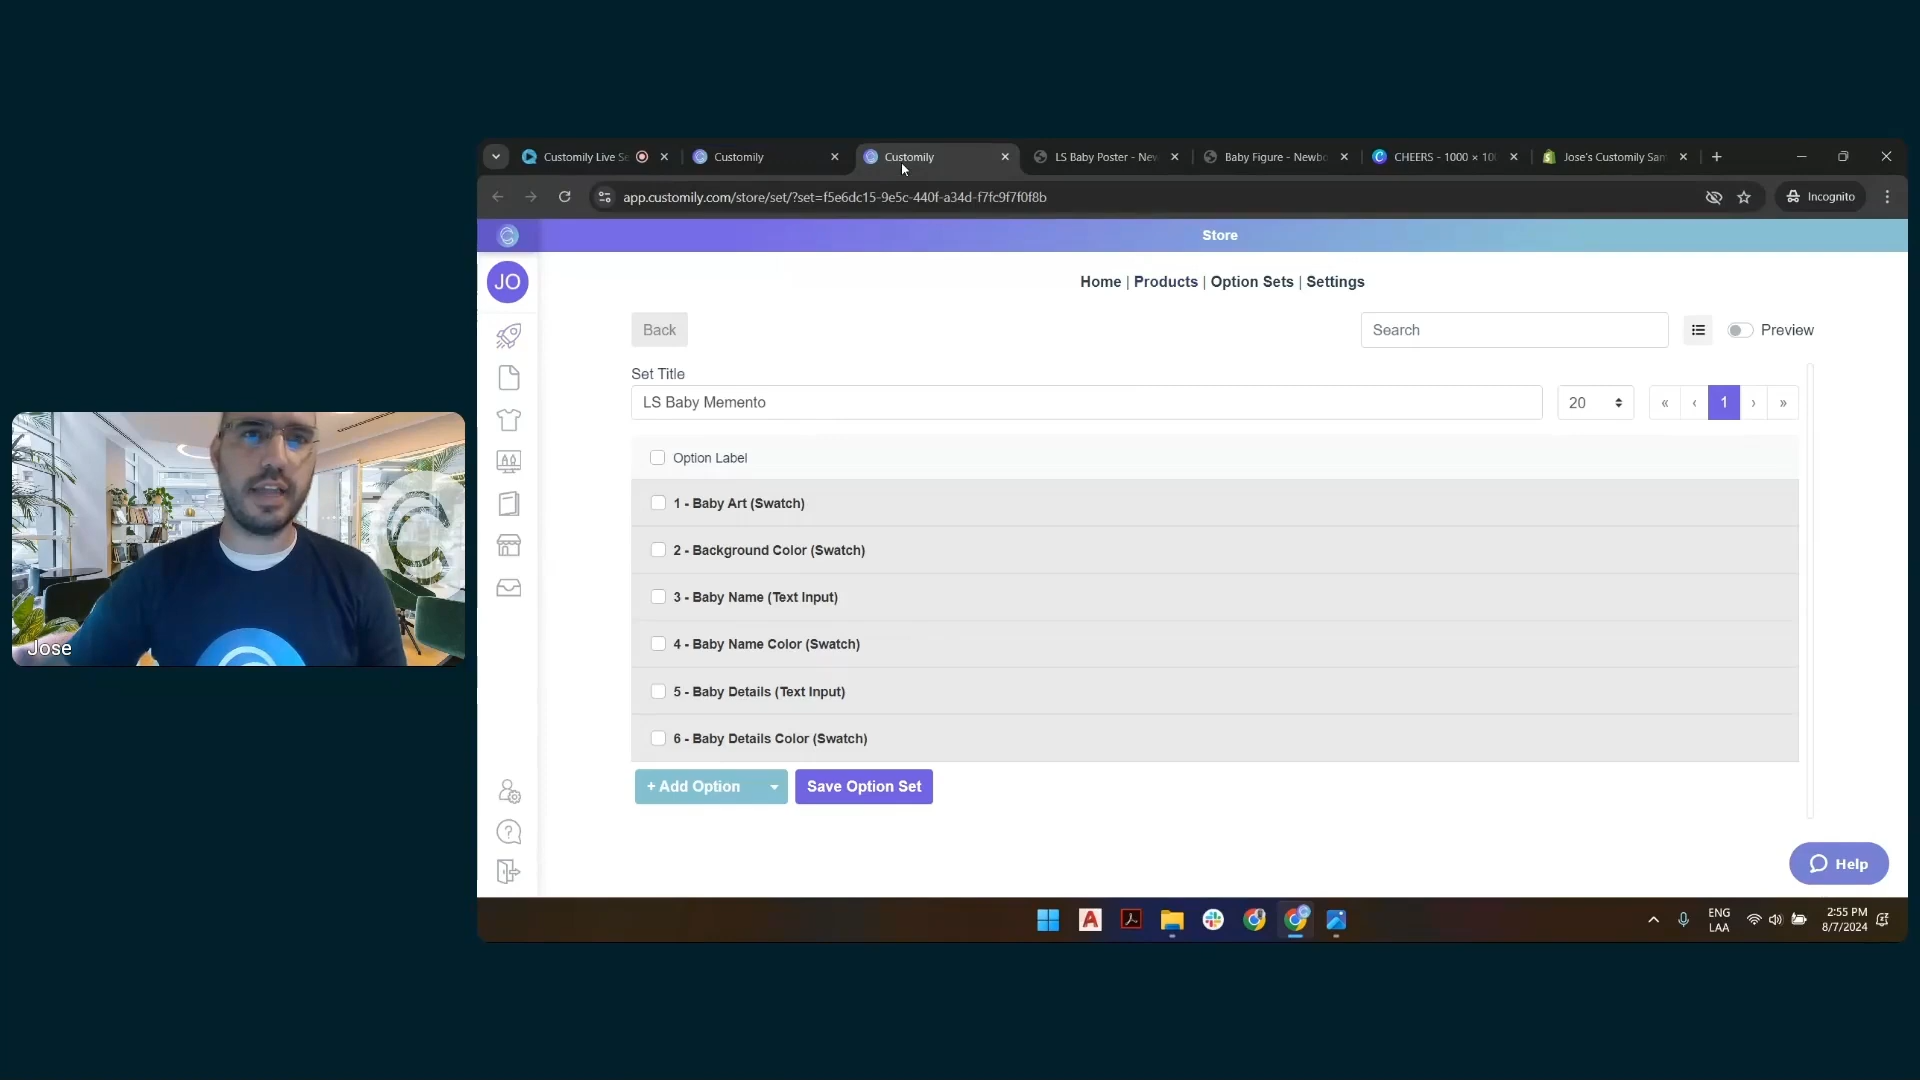 Customily Live Se
Customily
Customily
LS Baby Poster - New
Baby Figure - Newbo
CHEERS - 1000 × 10
Jose's Customily San
app.customily.com/store/set/?set=f5e6dc15-9e5c-440f-a34d-f7fc9f7f0f8b
Incognito
Store
JO
Home | Products | Option Sets | Settings
Back
Search
Preview
Set Title
LS Baby Memento
20
« ‹ 1 › »
Option Label
1 - Baby Art (Swatch)
2 - Background Color (Swatch)
3 - Baby Name (Text Input)
4 - Baby Name Color (Swatch)
5 - Baby Details (Text Input)
6 - Baby Details Color (Swatch)
+ Add Option
Save Option Set
Help
Jose
ENG
LAA
2:55 PM
8/7/2024